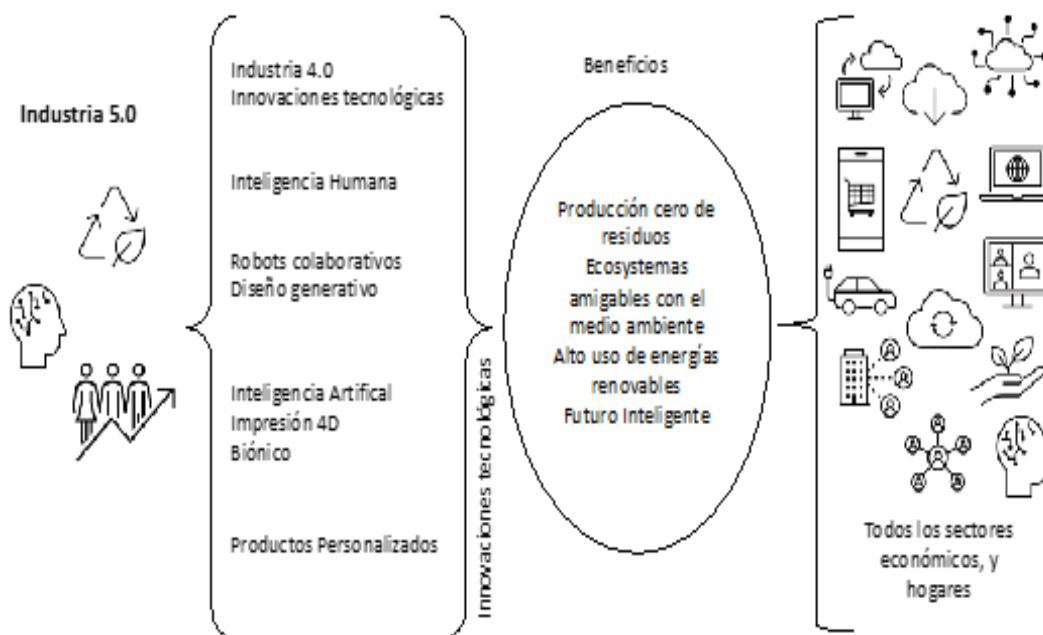 Industria 5.0
Industria 4.0
Innovaciones tecnológicas
Inteligencia Humana
Robots colaborativos
Diseño generativo
Inteligencia Artifical
Impresión 4D
Biónico
Productos Personalizados
Innovaciones tecnológicas
Beneficios
Producción cero de
residuos
Ecosystemas
amigables con el
medio ambiente
Alto uso de energías
renovables
Futuro Inteligente
Todos los sectores
económicos, y
hogares